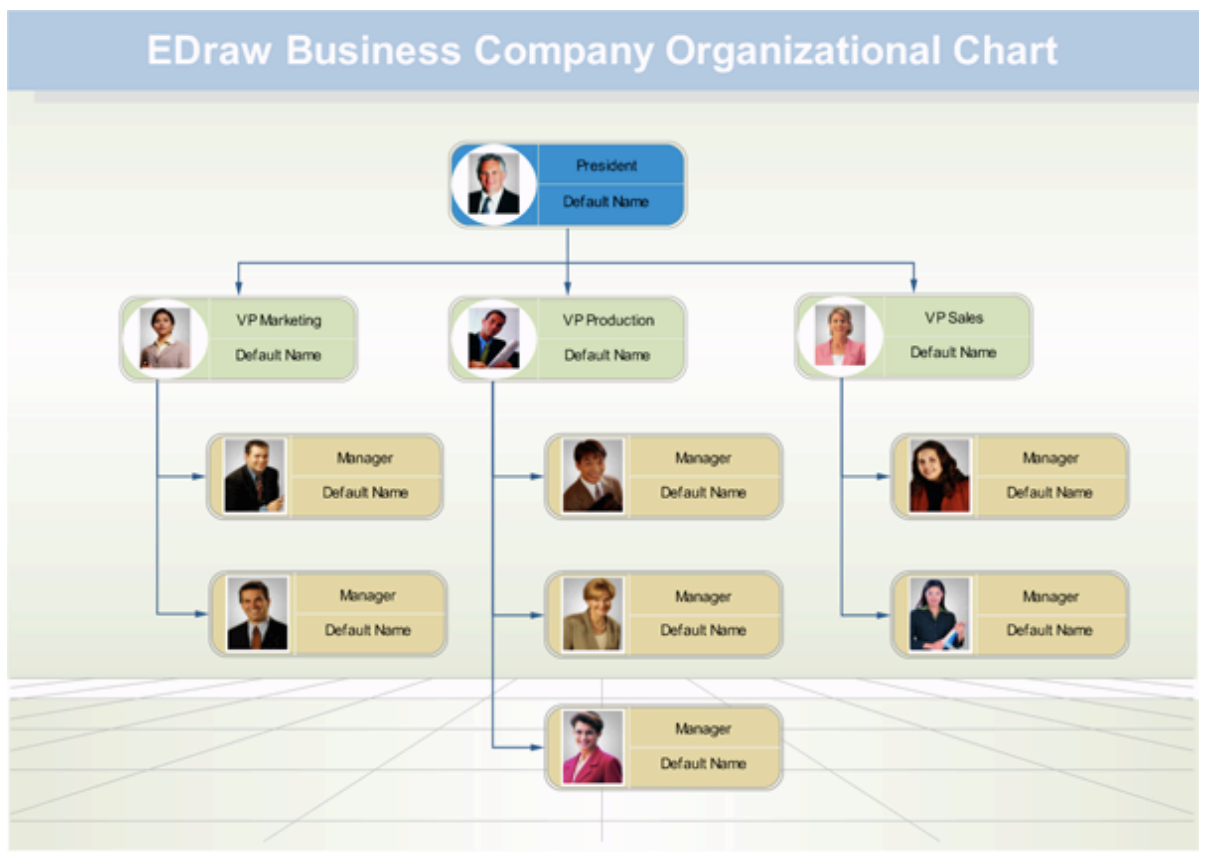 EDraw Business Company Organizational Chart
President
Default Name
VP Marketing
Default Name
VP Production
Default Name
VP Sales
Default Name
Manager
Default Name
Manager
Default Name
Manager
Default Name
Manager
Default Name
Manager
Default Name
Manager
Default Name
Manager
Default Name